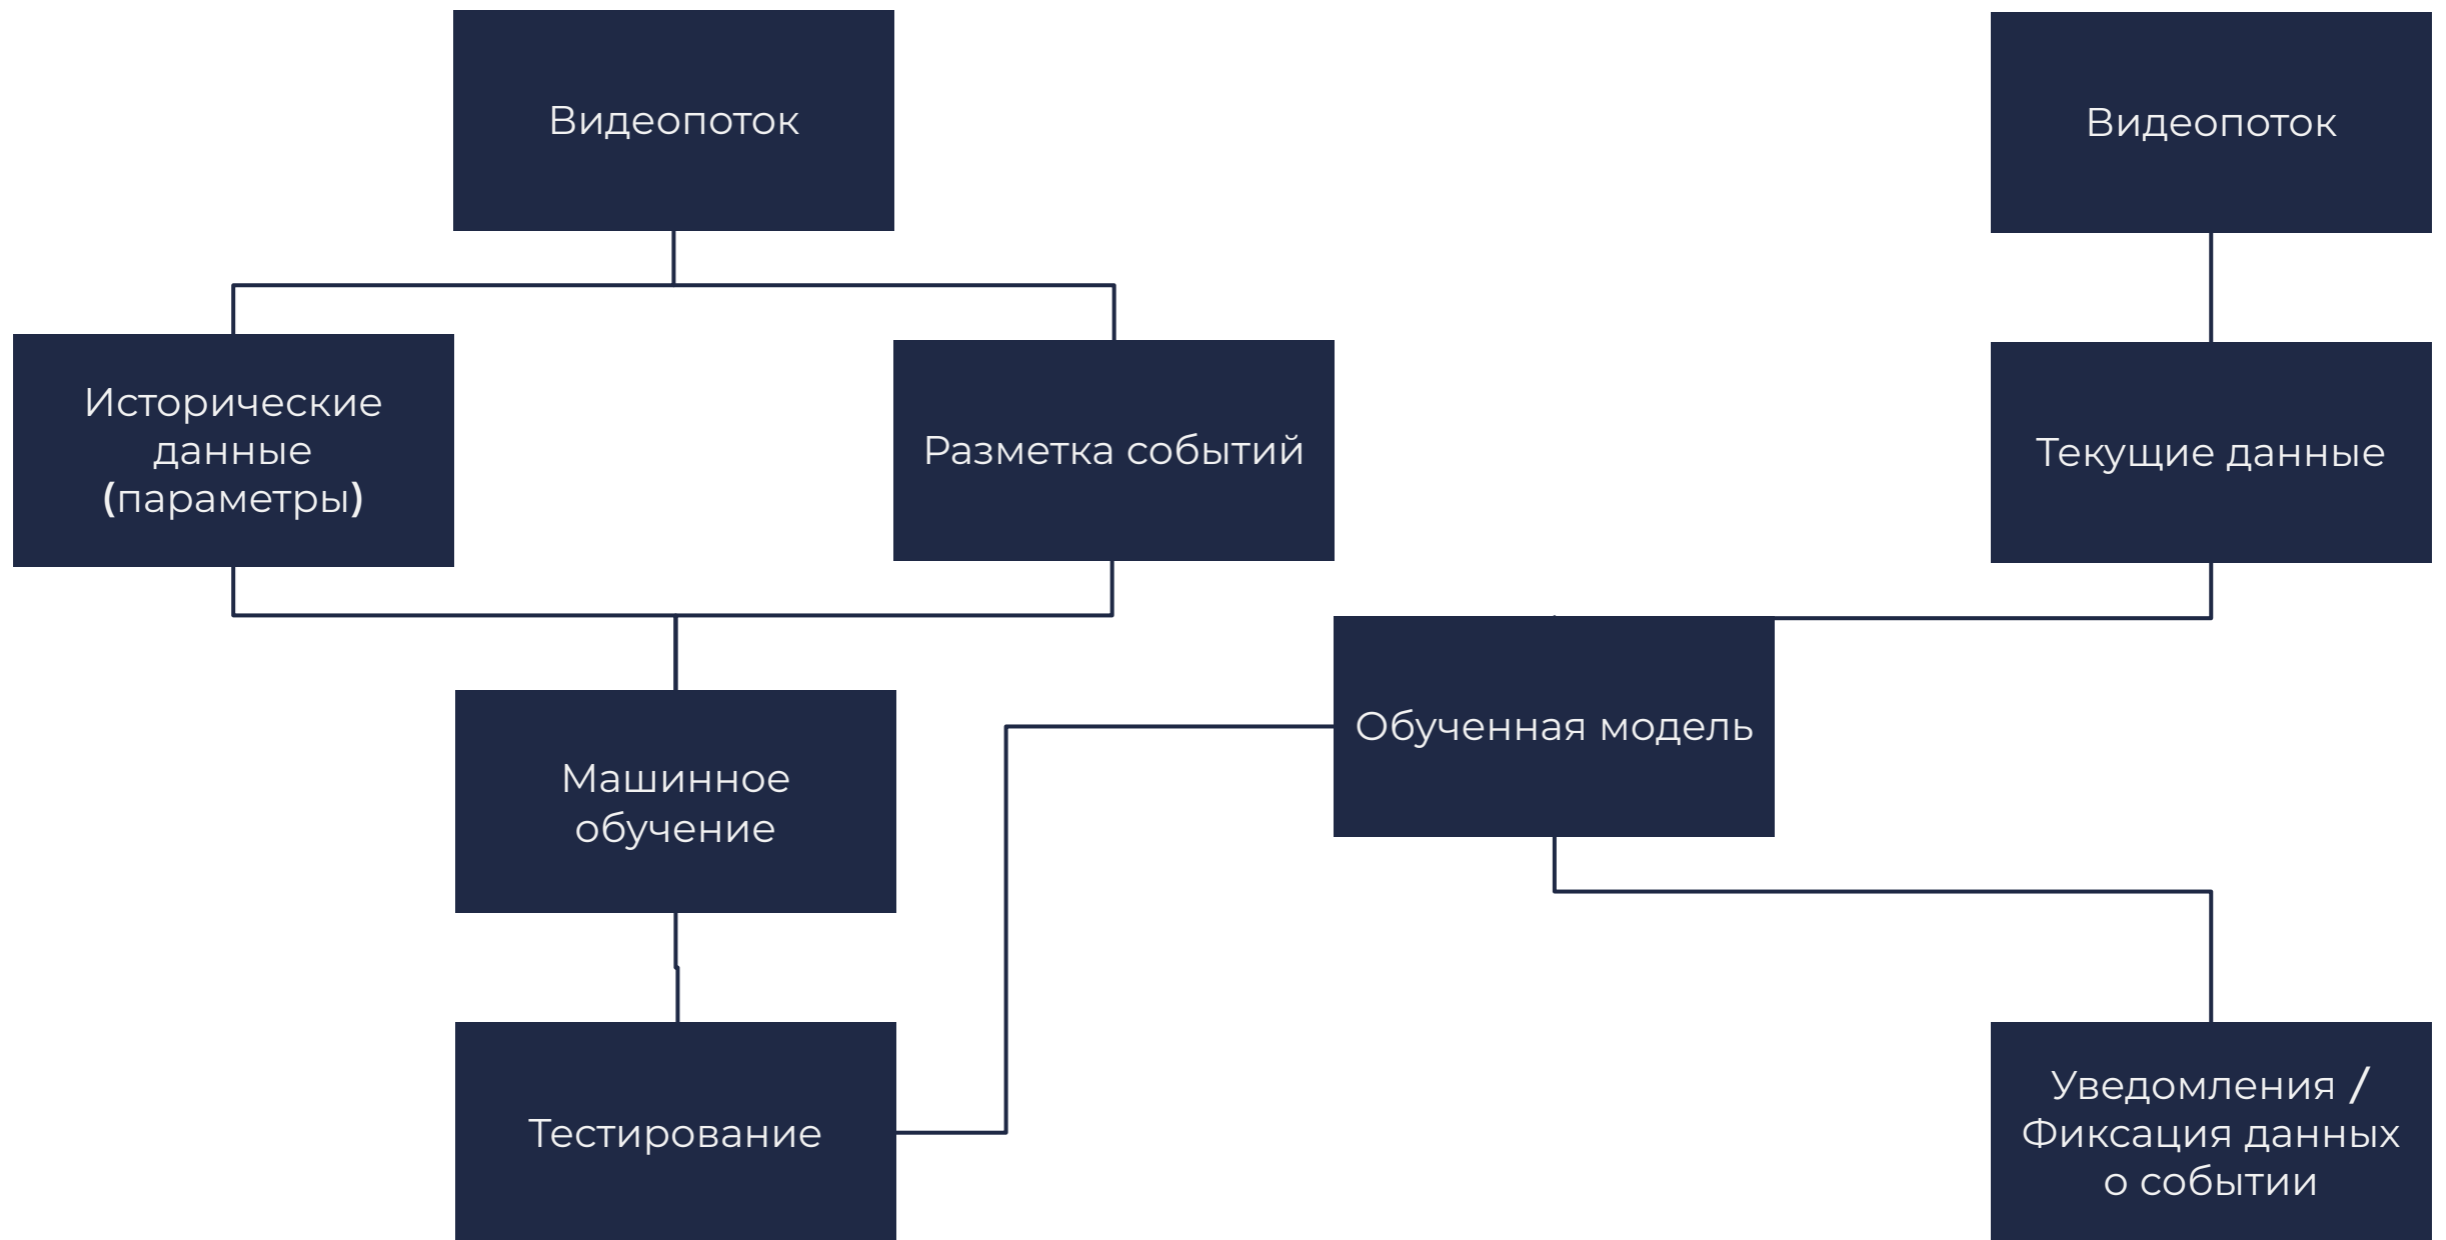 Видеопоток
Видеопоток
Исторические
данные
(параметры)
Разметка событий
Текущие данные
Обученная модель
Машинное
обучение
Тестирование
Уведомления /
Фиксация данных
о событии